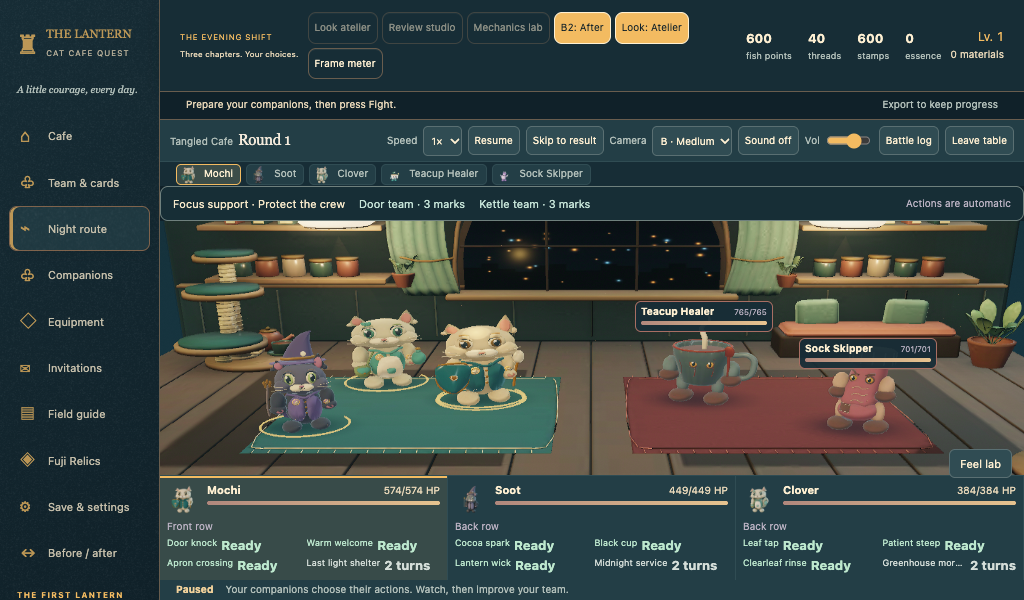 THE LANTERN
CAT CAFE QUEST
A little courage, every day.
Cafe
Team & cards
Night route
Companions
Equipment
Invitations
Field guide
Fuji Relics
Save & settings
Before / after
THE FIRST LANTERN
THE EVENING SHIFT
Three chapters. Your choices.
Look atelier
Review studio
Mechanics lab
B2: After
Look: Atelier
Frame meter
600 fish points
40 threads
600 stamps
0 essence
Lv. 1
0 materials
Prepare your companions, then press Fight.
Export to keep progress
Tangled Cafe Round 1
Speed 1x Resume Skip to result Camera B · Medium Sound off Vol Battle log Leave table
Mochi Soot Clover Teacup Healer Sock Skipper
Focus support · Protect the crew Door team · 3 marks Kettle team · 3 marks Actions are automatic
Teacup Healer 765/765
Sock Skipper 701/701
Feel lab
Mochi 574/574 HP
Front row
Door knock Ready Warm welcome Ready
Apron crossing Ready Last light shelter 2 turns
Soot 449/449 HP
Back row
Cocoa spark Ready Black cup Ready
Lantern wick Ready Midnight service 2 turns
Clover 384/384 HP
Back row
Leaf tap Ready Patient steep Ready
Clearleaf rinse Ready Greenhouse mor... 2 turns
Paused Your companions choose their actions. Watch, then improve your team.